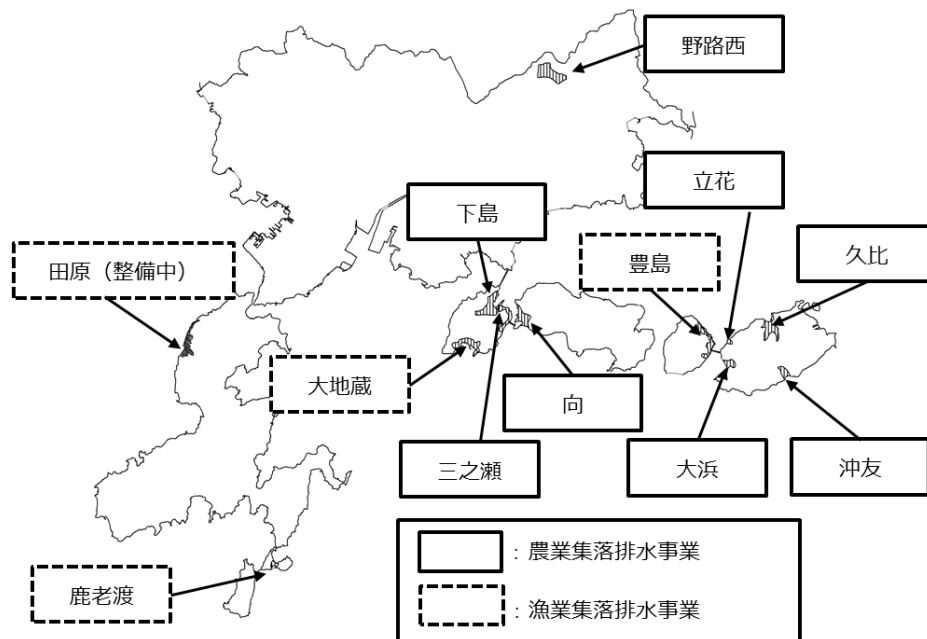 野路西
立花
下島
豊島
久比
田原（整備中）
大地蔵
向
三之瀬
大浜
沖友
鹿老渡
：農業集落排水事業
：漁業集落排水事業